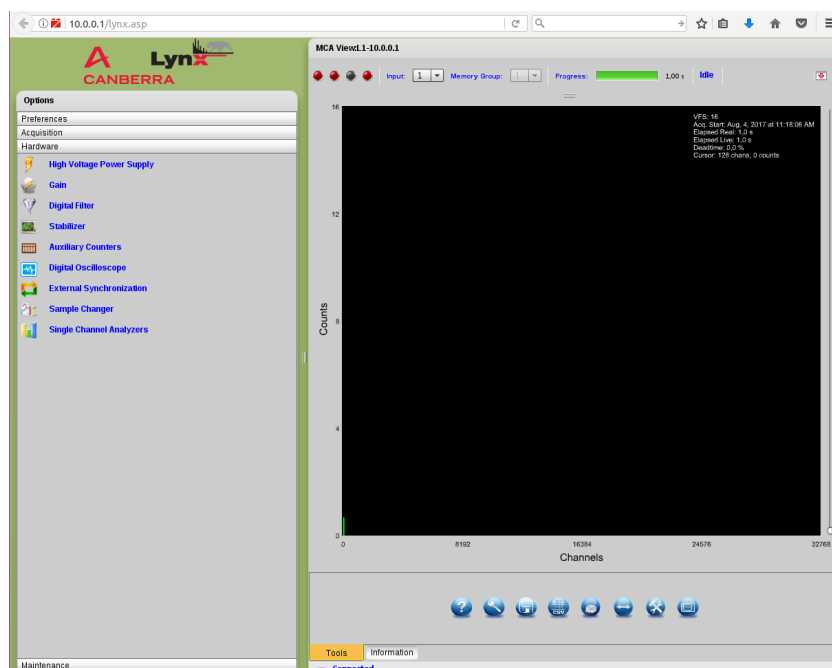 10.0.0.1/lynx.asp
CANBERRA
Lynx
Options
Preferences
Acquisition
Hardware
High Voltage Power Supply
Gain
Digital Filter
Stabilizer
Auxiliary Counters
Digital Oscilloscope
External Synchronization
Sample Changer
Single Channel Analyzers
Maintenance
MCA View:L1-10.0.0.1
Input: 1 Memory Group: 1 Progress: 1,00 s Idle
VFS: 16
Acq. Start: Aug. 4, 2017 at 11:18:06 AM
Elapsed Real: 1,0 s
Elapsed Live: 1,0 s
Deadtime: 0,0 %
Cursor: 128 chans, 0 counts
16
12
8
4
0
Counts
0 8192 16384 24576 32768
Channels
?
CSV
Tools Information
Connected